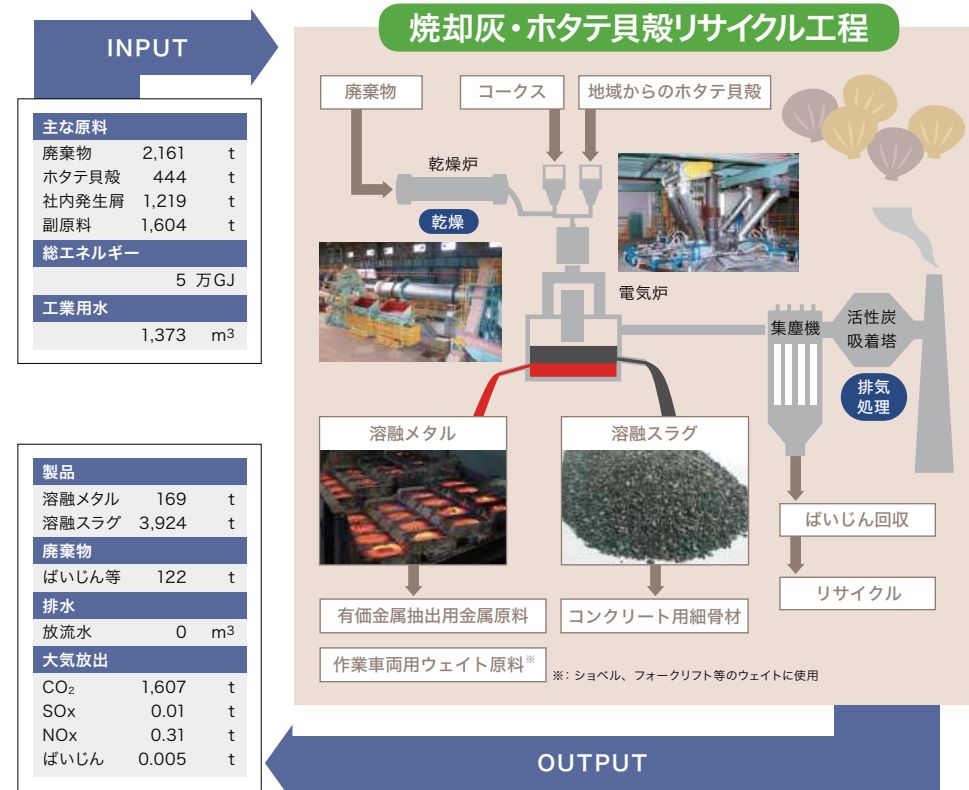 INPUT
焼却灰・ホタテ貝殻リサイクル工程
主な原料
廃棄物 2,161 t
ホタテ貝殻 444 t
社内発生屑 1,219 t
副原料 1,604 t
総エネルギー
5 万GJ
工業用水
1,373 m³
製品
溶融メタル 169 t
溶融スラグ 3,924 t
廃棄物
ばいじん等 122 t
排水
放流水 0 m³
大気放出
CO₂ 1,607 t
SOx 0.01 t
NOx 0.31 t
ばいじん 0.005 t
廃棄物
コークス
地域からのホタテ貝殻
乾燥炉
乾燥
電気炉
集塵機
活性炭
吸着塔
排気
処理
溶融メタル
溶融スラグ
ばいじん回収
リサイクル
有価金属抽出用金属原料
コンクリート用細骨材
作業車両用ウェイト原料※
※：ショベル、フォークリフト等のウェイトに使用
OUTPUT